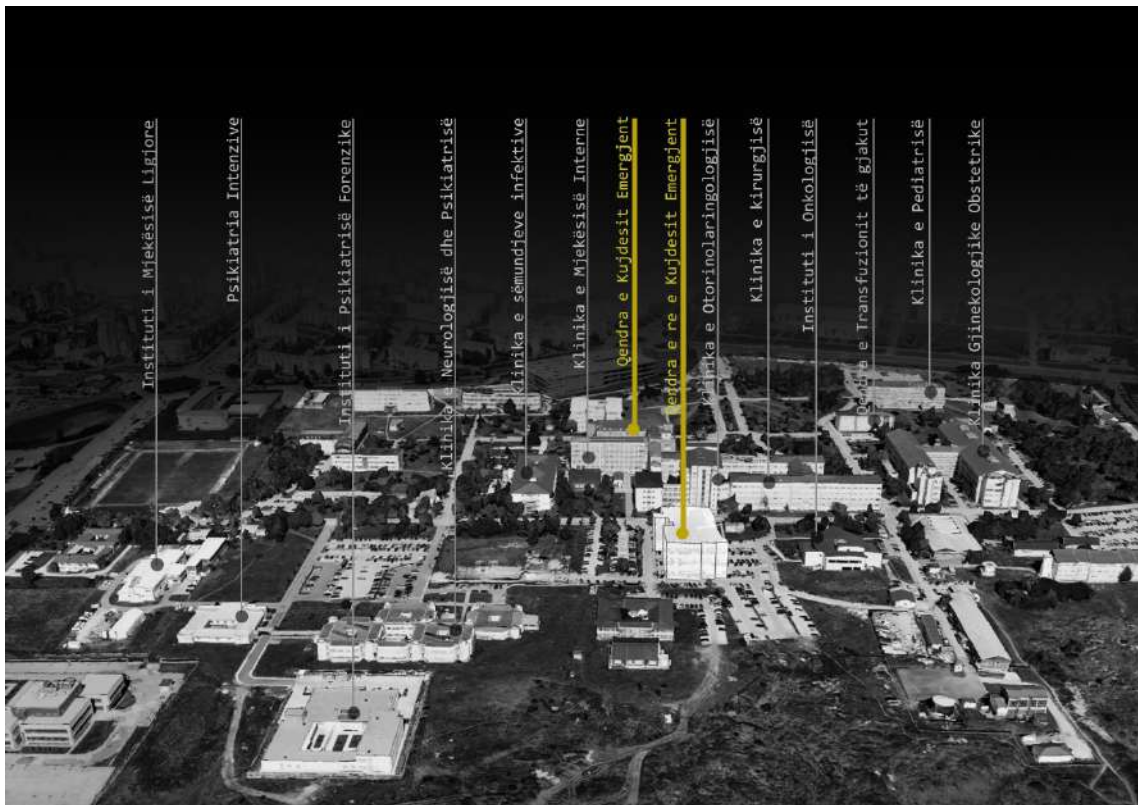 Instituti i Mjekësisë Ligjore
Psikiatria Intenzive
Instituti i Psikiatrisë Forenzike
Klinika e Neurologjisë dhe Psikiatrisë
Klinika e sëmundjeve infektive
Klinika e Mjekësisë Interne
Qendra e Kujdesit Emergjent
Qendra e re e Kujdesit Emergjent
Klinika e Otorinolaringologjisë
Klinika e kirurgjisë
Instituti i Onkologjisë
Qendra e Transfuzionit të gjakut
Klinika e Pediatrisë
Klinika Gjinekologjike Obstetrike